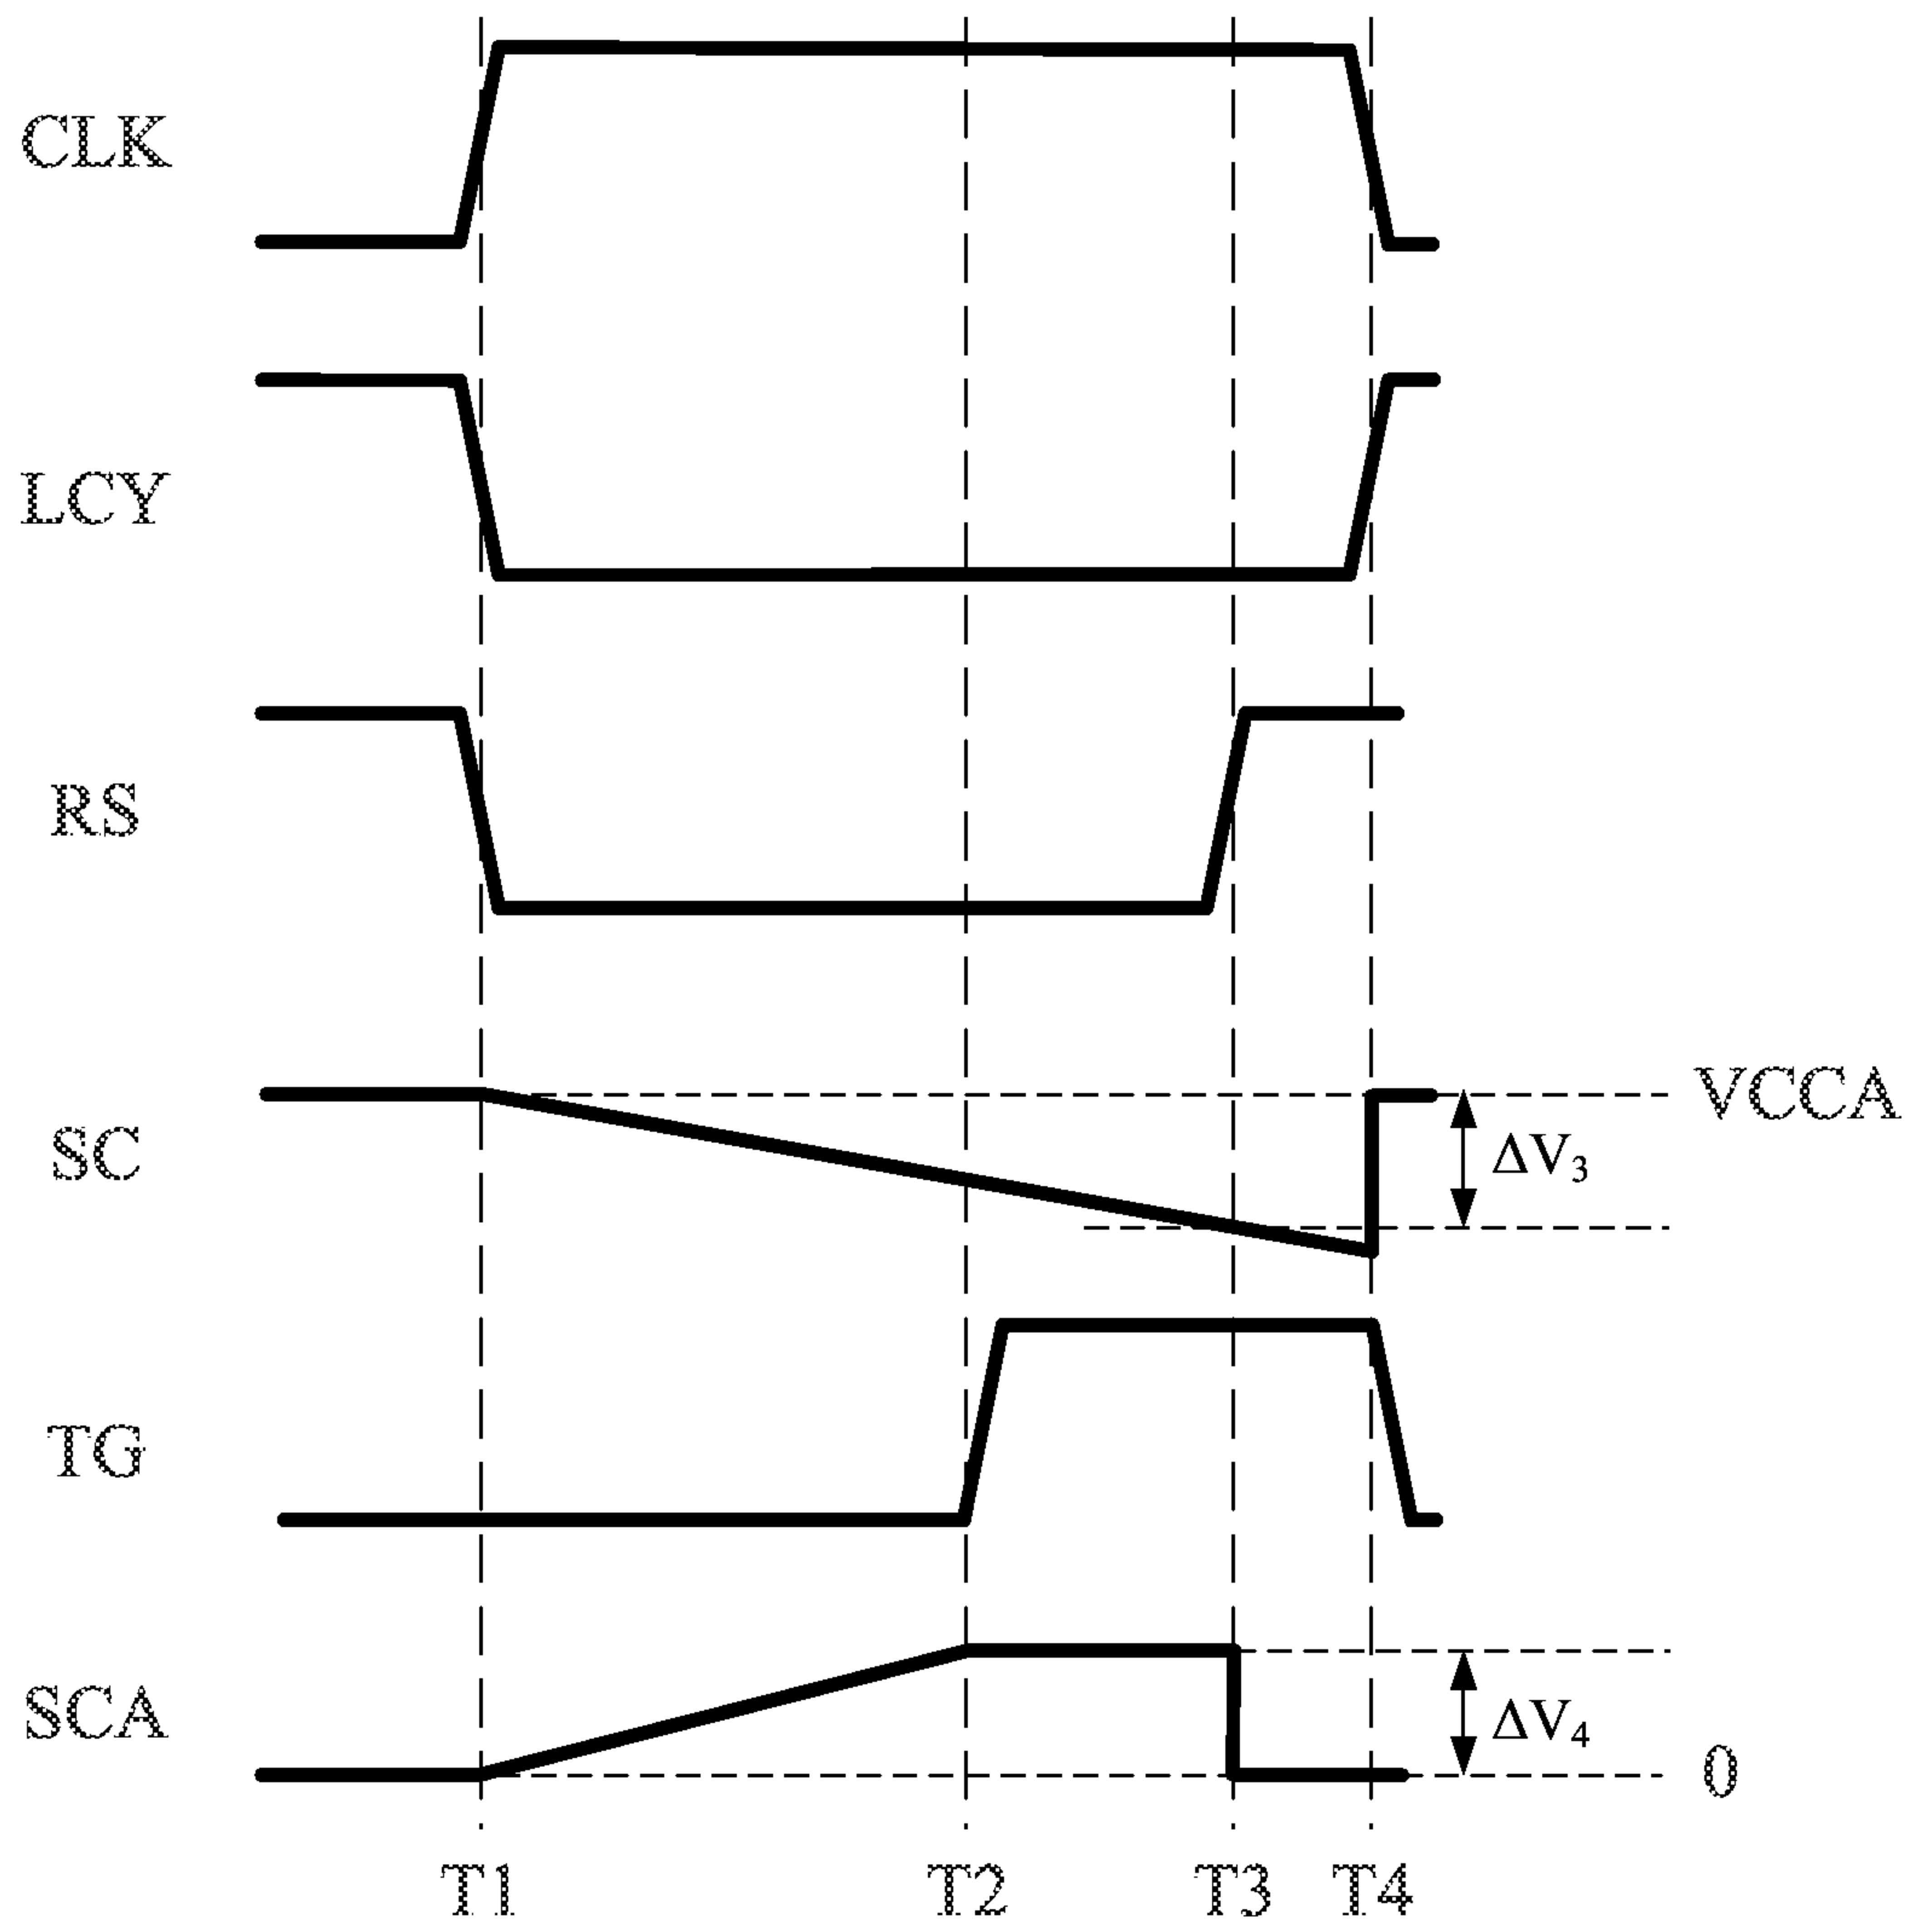 CLK
LCY
RS
VCCA
SC
ΔV₃
TG
SCA
ΔV₄
0
T1 T2 T3 T4